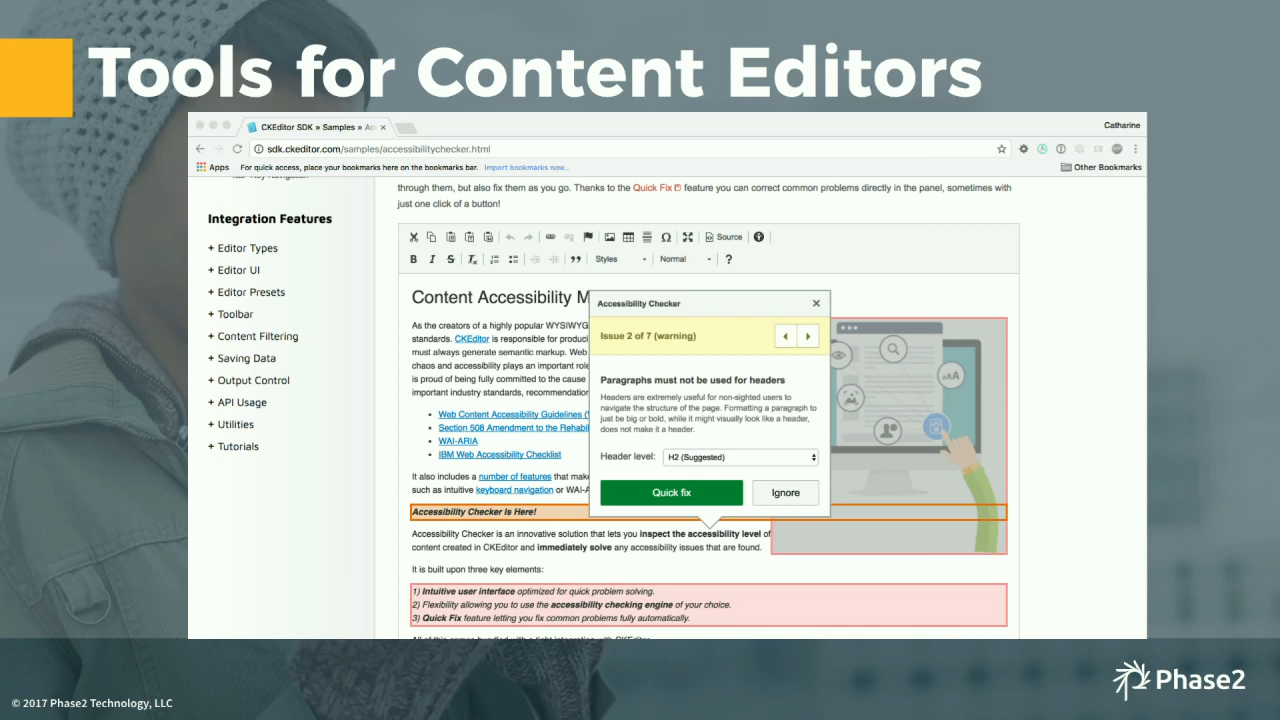 Tools for Content Editors
CKEditor SDK » Samples » Ac
Catharine
sdk.ckeditor.com/samples/accessibilitychecker.html
Apps For quick access, place your bookmarks here on the bookmarks bar. Import bookmarks now... Other Bookmarks
through them, but also fix them as you go. Thanks to the Quick Fix feature you can correct common problems directly in the panel, sometimes with
just one click of a button!
Integration Features
+ Editor Types
+ Editor UI
+ Editor Presets
+ Toolbar
+ Content Filtering
+ Saving Data
+ Output Control
+ API Usage
+ Utilities
+ Tutorials
Source
B I S Styles Normal ?
Content Accessibility M
As the creators of a highly popular WYSIWYG
standards. CKEditor is responsible for produci
must always generate semantic markup. Web
chaos and accessibility plays an important role
is proud of being fully committed to the cause
important industry standards, recommendation
• Web Content Accessibility Guidelines (
• Section 508 Amendment to the Rehabil
• WAI-ARIA
• IBM Web Accessibility Checklist
It also includes a number of features that make
such as intuitive keyboard navigation or WAI-A
Accessibility Checker Is Here!
Accessibility Checker is an innovative solution that lets you inspect the accessibility level of
content created in CKEditor and immediately solve any accessibility issues that are found.
It is built upon three key elements:
1) Intuitive user interface optimized for quick problem solving.
2) Flexibility allowing you to use the accessibility checking engine of your choice.
3) Quick Fix feature letting you fix common problems fully automatically.
Accessibility Checker
Issue 2 of 7 (warning)
Paragraphs must not be used for headers
Headers are extremely useful for non-sighted users to
navigate the structure of the page. Formatting a paragraph to
just be big or bold, while it might visually look like a header,
does not make it a header.
Header level: H2 (Suggested)
Quick fix Ignore
AAA
© 2017 Phase2 Technology, LLC
Phase2